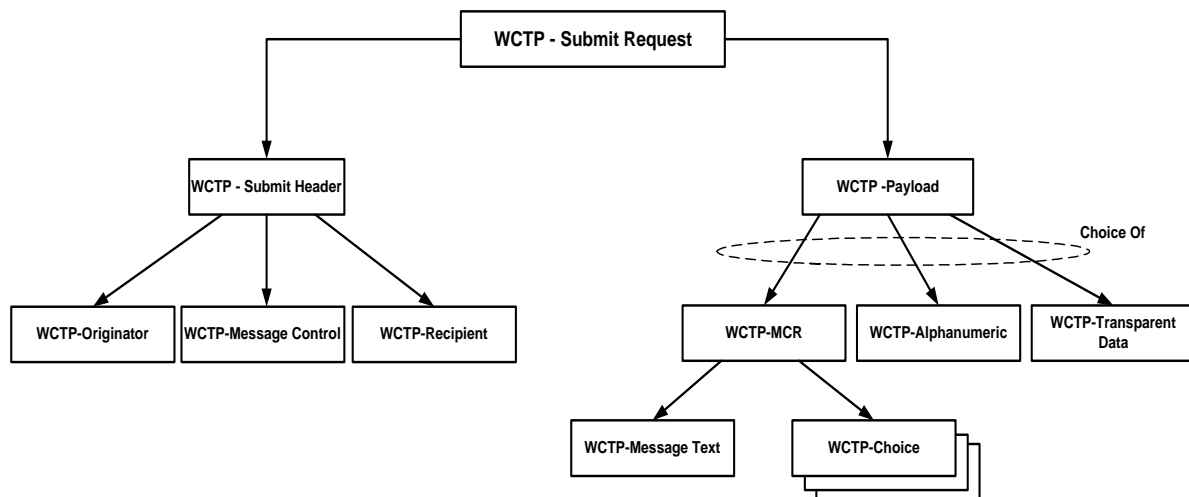 WCTP - Submit Request
WCTP - Submit Header
WCTP -Payload
Choice Of
WCTP-Originator
WCTP-Message Control
WCTP-Recipient
WCTP-MCR
WCTP-Alphanumeric
WCTP-Transparent
Data
WCTP-Message Text
WCTP-Choice